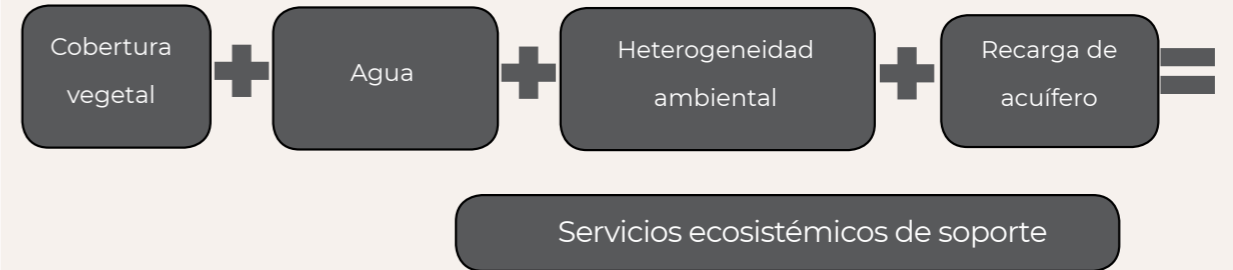 Cobertura
vegetal
Agua
Heterogeneidad
ambiental
Recarga de
acuífero
Servicios ecosistémicos de soporte